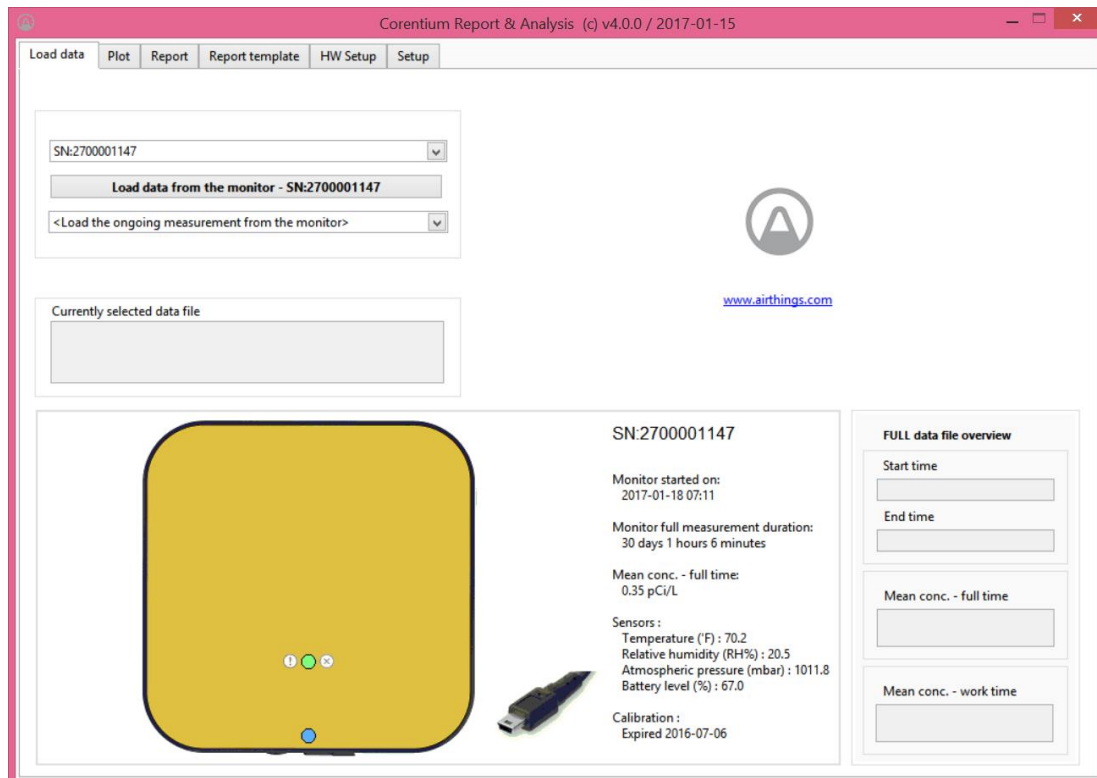 Corentium Report & Analysis (c) v4.0.0 / 2017-01-15
Load data
Plot
Report
Report template
HW Setup
Setup
SN:2700001147
Load data from the monitor - SN:2700001147
<Load the ongoing measurement from the monitor>
www.airthings.com
Currently selected data file
SN:2700001147
Monitor started on:
2017-01-18 07:11
Monitor full measurement duration:
30 days 1 hours 6 minutes
Mean conc. - full time:
0.35 pCi/L
Sensors :
Temperature ('F) : 70.2
Relative humidity (RH%) : 20.5
Atmospheric pressure (mbar) : 1011.8
Battery level (%) : 67.0
Calibration :
Expired 2016-07-06
FULL data file overview
Start time
End time
Mean conc. - full time
Mean conc. - work time